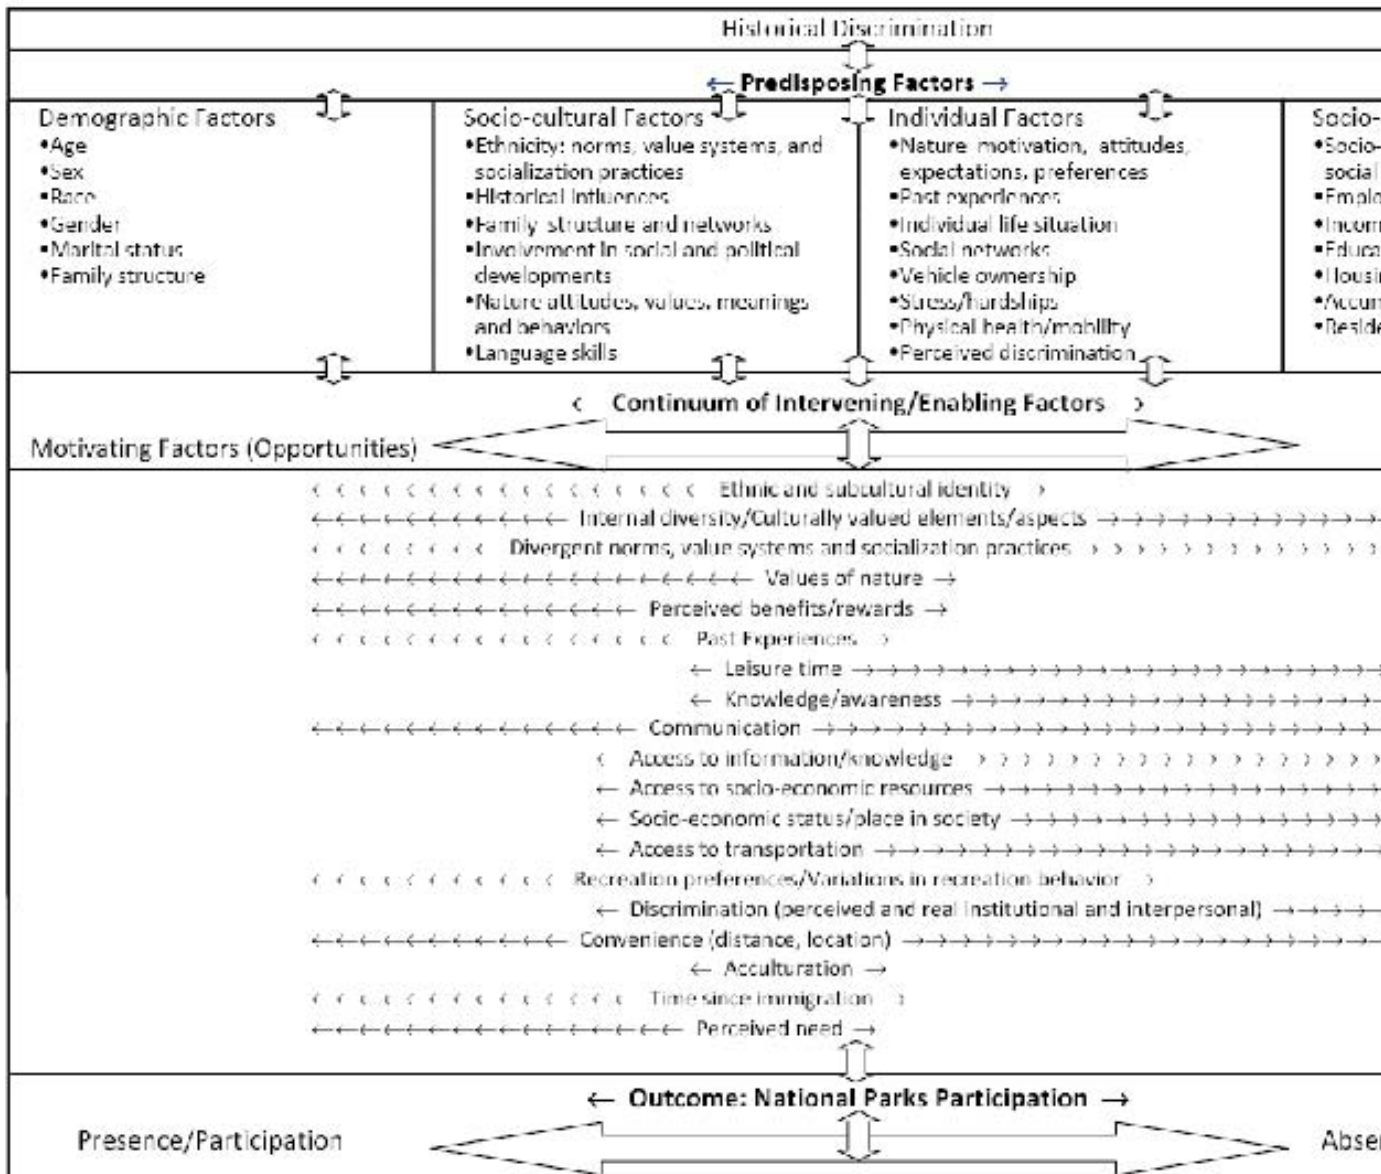 Historical Discrimination
← Predisposing Factors →
Demographic Factors
•Age
•Sex
•Race
•Gender
•Marital status
•Family structure
Socio-cultural Factors
•Ethnicity: norms, value systems, and
socialization practices
•Historical influences
•Family structure and networks
•Involvement in social and political
developments
•Nature attitudes, values, meanings
and behaviors
•Language skills
Individual Factors
•Nature motivation, attitudes,
expectations, preferences
•Past experiences
•Individual life situation
•Social networks
•Vehicle ownership
•Stress/hardships
•Physical health/mobility
•Perceived discrimination
Socio-
•Socio-
social
Continuum of Intervening/Enabling Factors
Motivating Factors (Opportunities)
Ethnic and subcultural identity
Internal diversity/Culturally valued elements/aspects
Divergent norms, value systems and socialization practices
Values of nature
Perceived benefits/rewards
Past Experiences
Leisure time
Knowledge/awareness
Communication
Access to information/knowledge
Access to socio-economic resources
Socio-economic status/place in society
Access to transportation
Recreation preferences/Variations in recreation behavior
Discrimination (perceived and real institutional and interpersonal)
Convenience (distance, location)
Acculturation
Time since immigration
Perceived need
← Outcome: National Parks Participation →
Presence/Participation